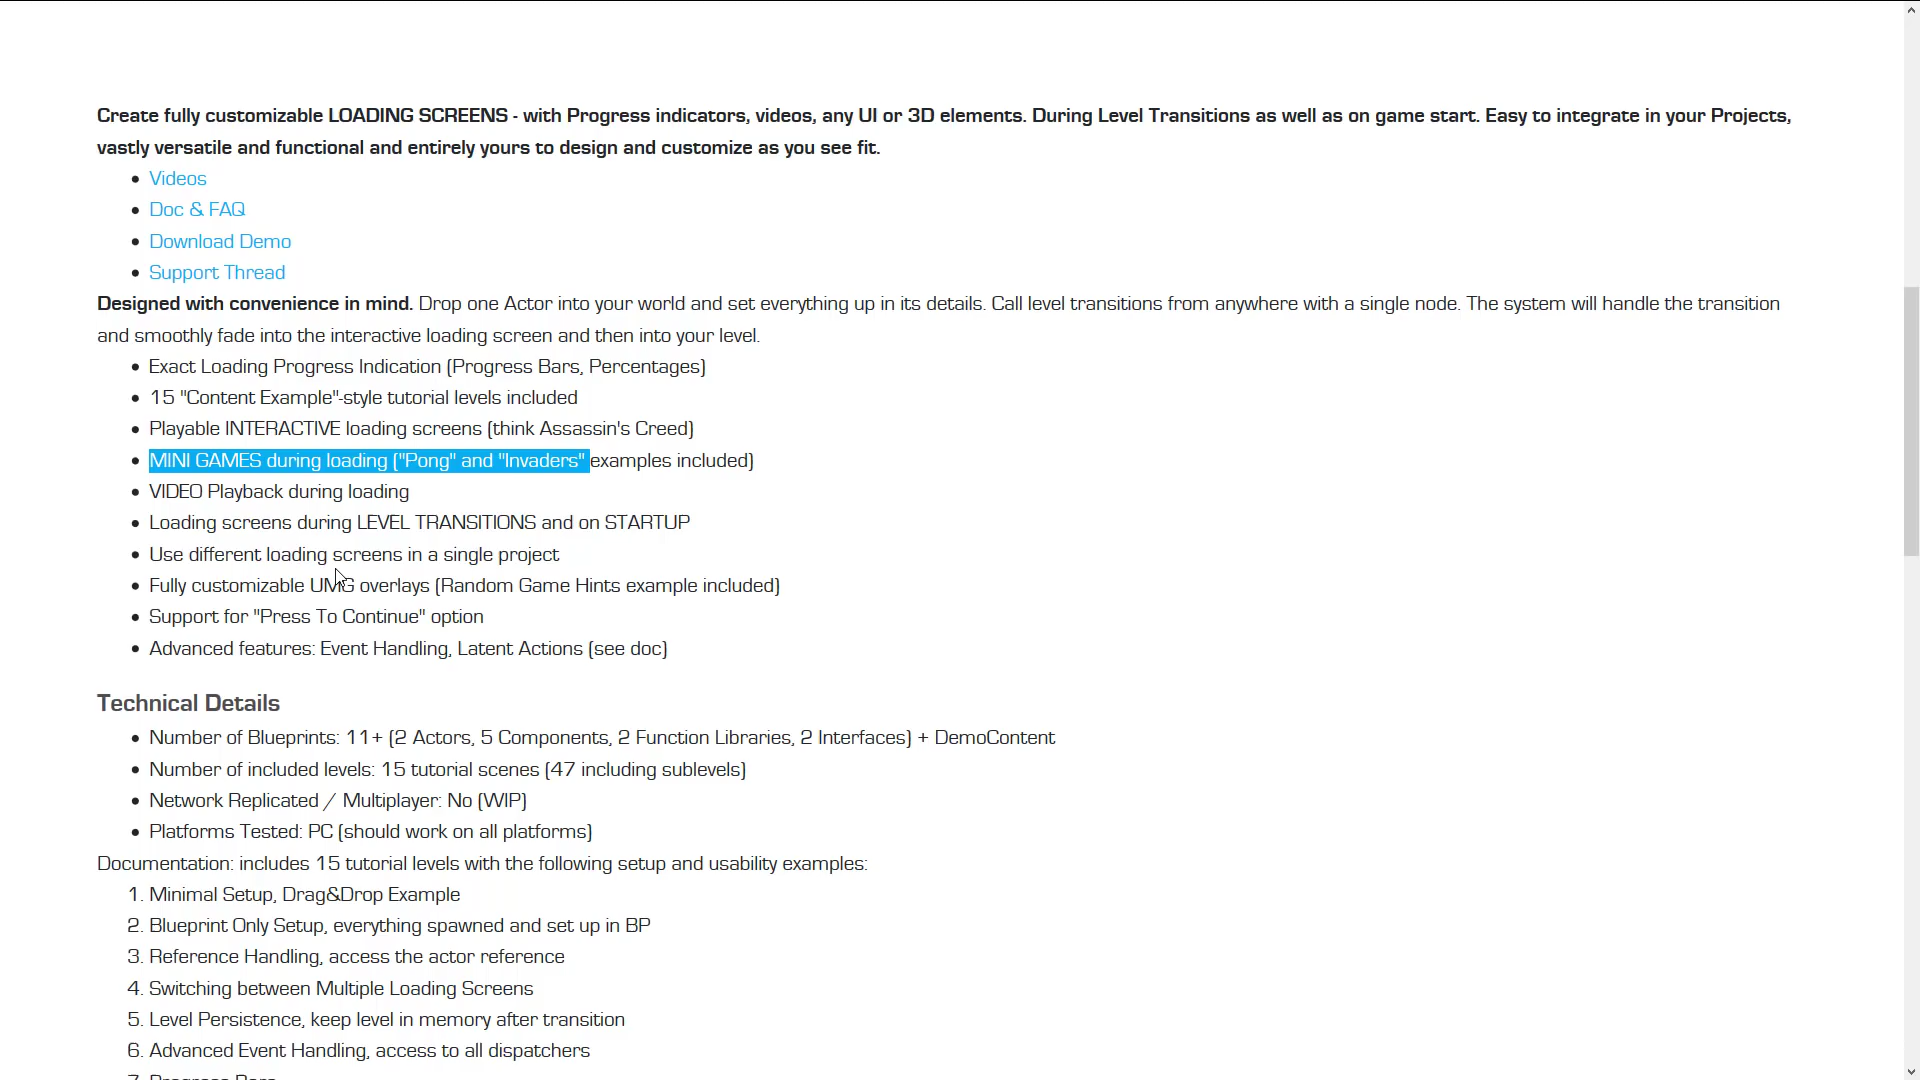 Create fully customizable LOADING SCREENS - with Progress indicators, videos, any UI or 3D elements. During Level Transitions as well as on game start. Easy to integrate in your Projects,
vastly versatile and functional and entirely yours to design and customize as you see fit.
• Videos
• Doc & FAQ
• Download Demo
• Support Thread
Designed with convenience in mind. Drop one Actor into your world and set everything up in its details. Call level transitions from anywhere with a single node. The system will handle the transition
and smoothly fade into the interactive loading screen and then into your level.
• Exact Loading Progress Indication (Progress Bars, Percentages)
• 15 "Content Example"-style tutorial levels included
• Playable INTERACTIVE loading screens (think Assassin's Creed)
• MINI GAMES during loading ("Pong" and "Invaders" examples included)
• VIDEO Playback during loading
• Loading screens during LEVEL TRANSITIONS and on STARTUP
• Use different loading screens in a single project
• Fully customizable UMG overlays (Random Game Hints example included)
• Support for "Press To Continue" option
• Advanced features: Event Handling, Latent Actions (see doc)
Technical Details
• Number of Blueprints: 11+ (2 Actors, 5 Components, 2 Function Libraries, 2 Interfaces) + DemoContent
• Number of included levels: 15 tutorial scenes (47 including sublevels)
• Network Replicated / Multiplayer: No (WIP)
• Platforms Tested: PC (should work on all platforms)
Documentation: includes 15 tutorial levels with the following setup and usability examples:
1. Minimal Setup, Drag&Drop Example
2. Blueprint Only Setup, everything spawned and set up in BP
3. Reference Handling, access the actor reference
4. Switching between Multiple Loading Screens
5. Level Persistence, keep level in memory after transition
6. Advanced Event Handling, access to all dispatchers
7. Progress Bars